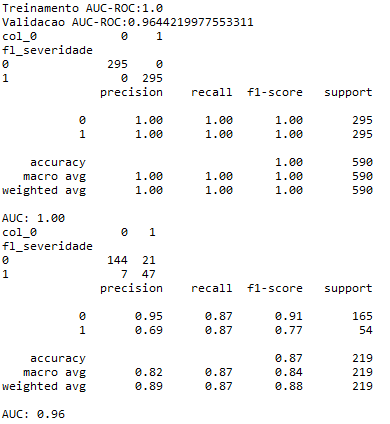 Treinamento AUC-ROC:1.0
Validacao AUC-ROC:0.9644219977553311
col_0 0 1
fl_severidade
0 295 0
1 0 295
precision recall f1-score support
0 1.00 1.00 1.00 295
1 1.00 1.00 1.00 295
accuracy 1.00 590
macro avg 1.00 1.00 1.00 590
weighted avg 1.00 1.00 1.00 590
AUC: 1.00
col_0 0 1
fl_severidade
0 144 21
1 7 47
precision recall f1-score support
0 0.95 0.87 0.91 165
1 0.69 0.87 0.77 54
accuracy 0.87 219
macro avg 0.82 0.87 0.84 219
weighted avg 0.89 0.87 0.88 219
AUC: 0.96